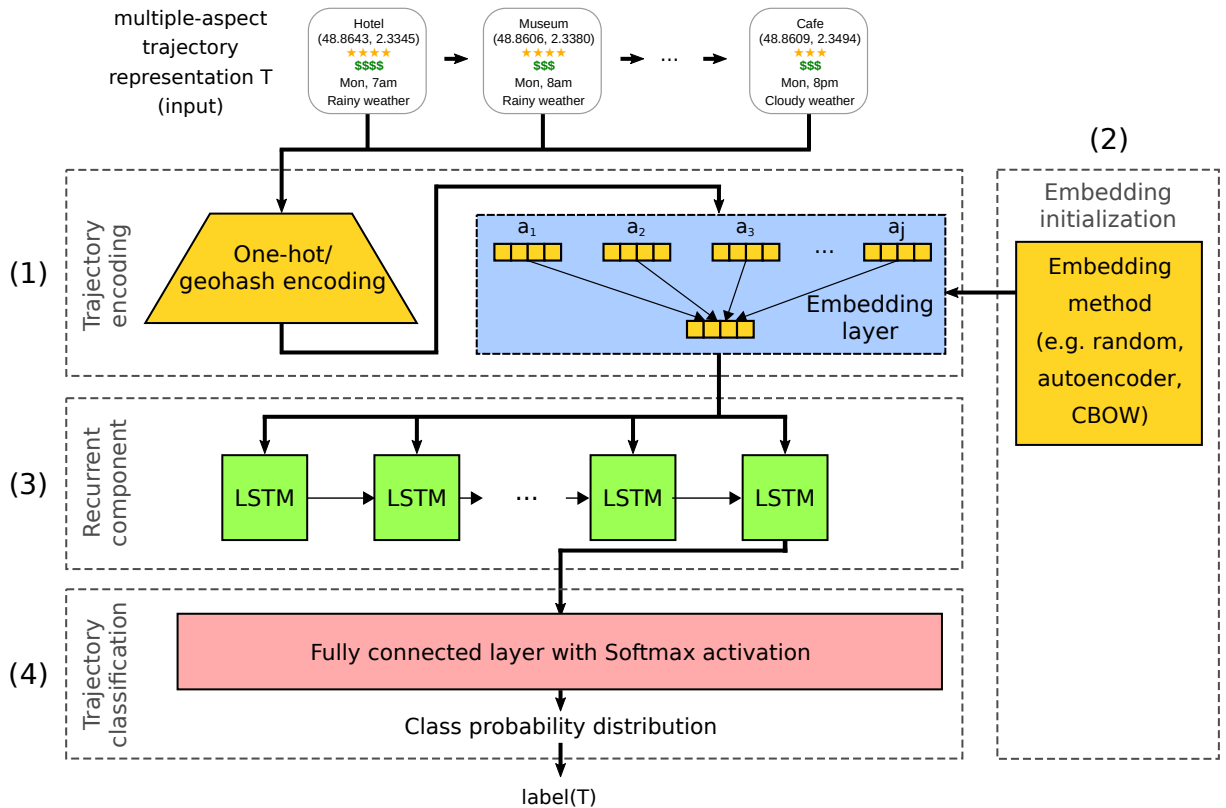 multiple-aspect
trajectory
representation T
(input)
Hotel
(48.8643, 2.3345)
★★★★
$$$$
Mon, 7am
Rainy weather
Museum
(48.8606, 2.3380)
★★★★
$$$
Mon, 8am
Rainy weather
...
Cafe
(48.8609, 2.3494)
★★★
$$$
Mon, 8pm
Cloudy weather
(1)
Trajectory
encoding
One-hot/
geohash encoding
a1
a2
a3
...
aj
Embedding
layer
(2)
Embedding
initialization
Embedding
method
(e.g. random,
autoencoder,
CBOW)
(3)
Recurrent
component
LSTM
LSTM
...
LSTM
LSTM
(4)
Trajectory
classification
Fully connected layer with Softmax activation
Class probability distribution
label(T)